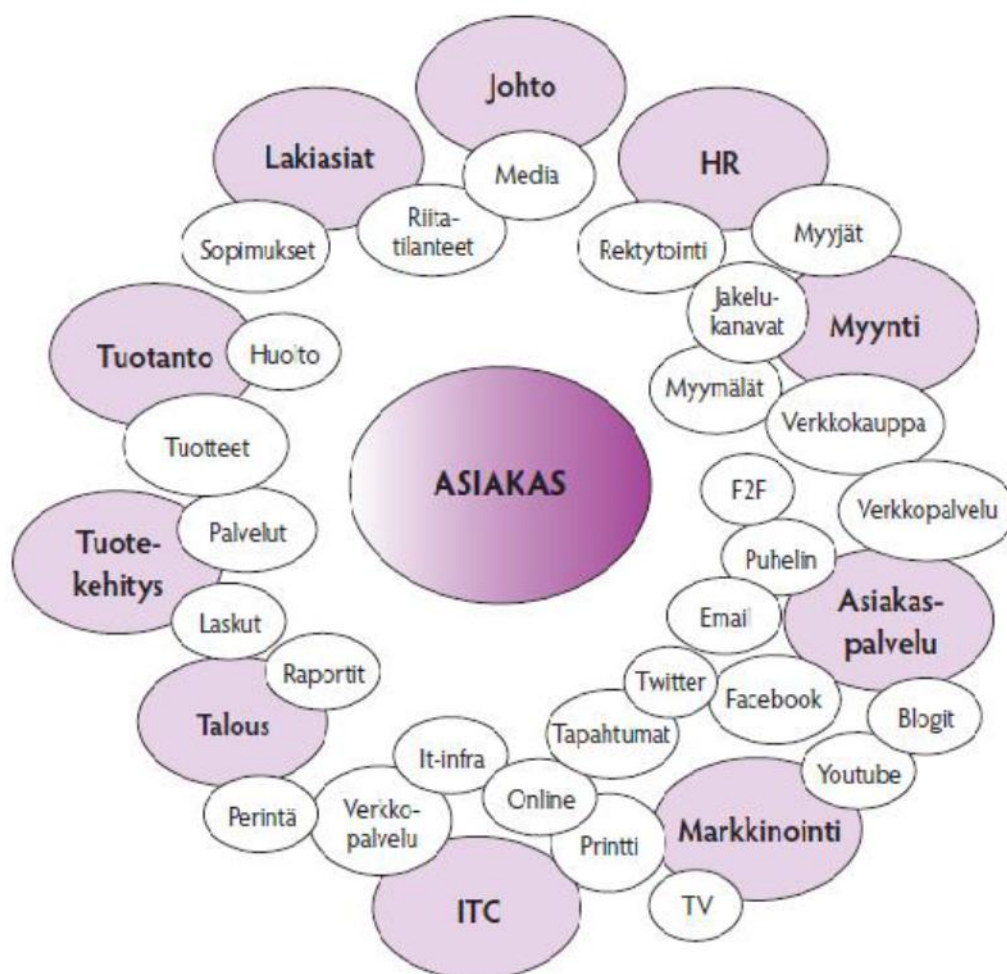 Johto
Media
HR
Rektytointi
Myyjät
Jakelu-
kanavat
Myynti
Myymälät
Verkkokauppa
Verkkopalvelu
F2F
Puhelin
Email
Asiakas-
palvelu
Twitter
Facebook
Blogit
Youtube
Tapahtumat
Markkinointi
TV
Printti
Online
ITC
It-infra
Verkko-
palvelu
Perintä
Talous
Raportit
Laskut
Tuote-
kehitys
Palvelut
Tuotteet
Tuotanto
Huolto
Sopimukset
Lakiasiat
Riita-
tilanteet
ASIAKAS